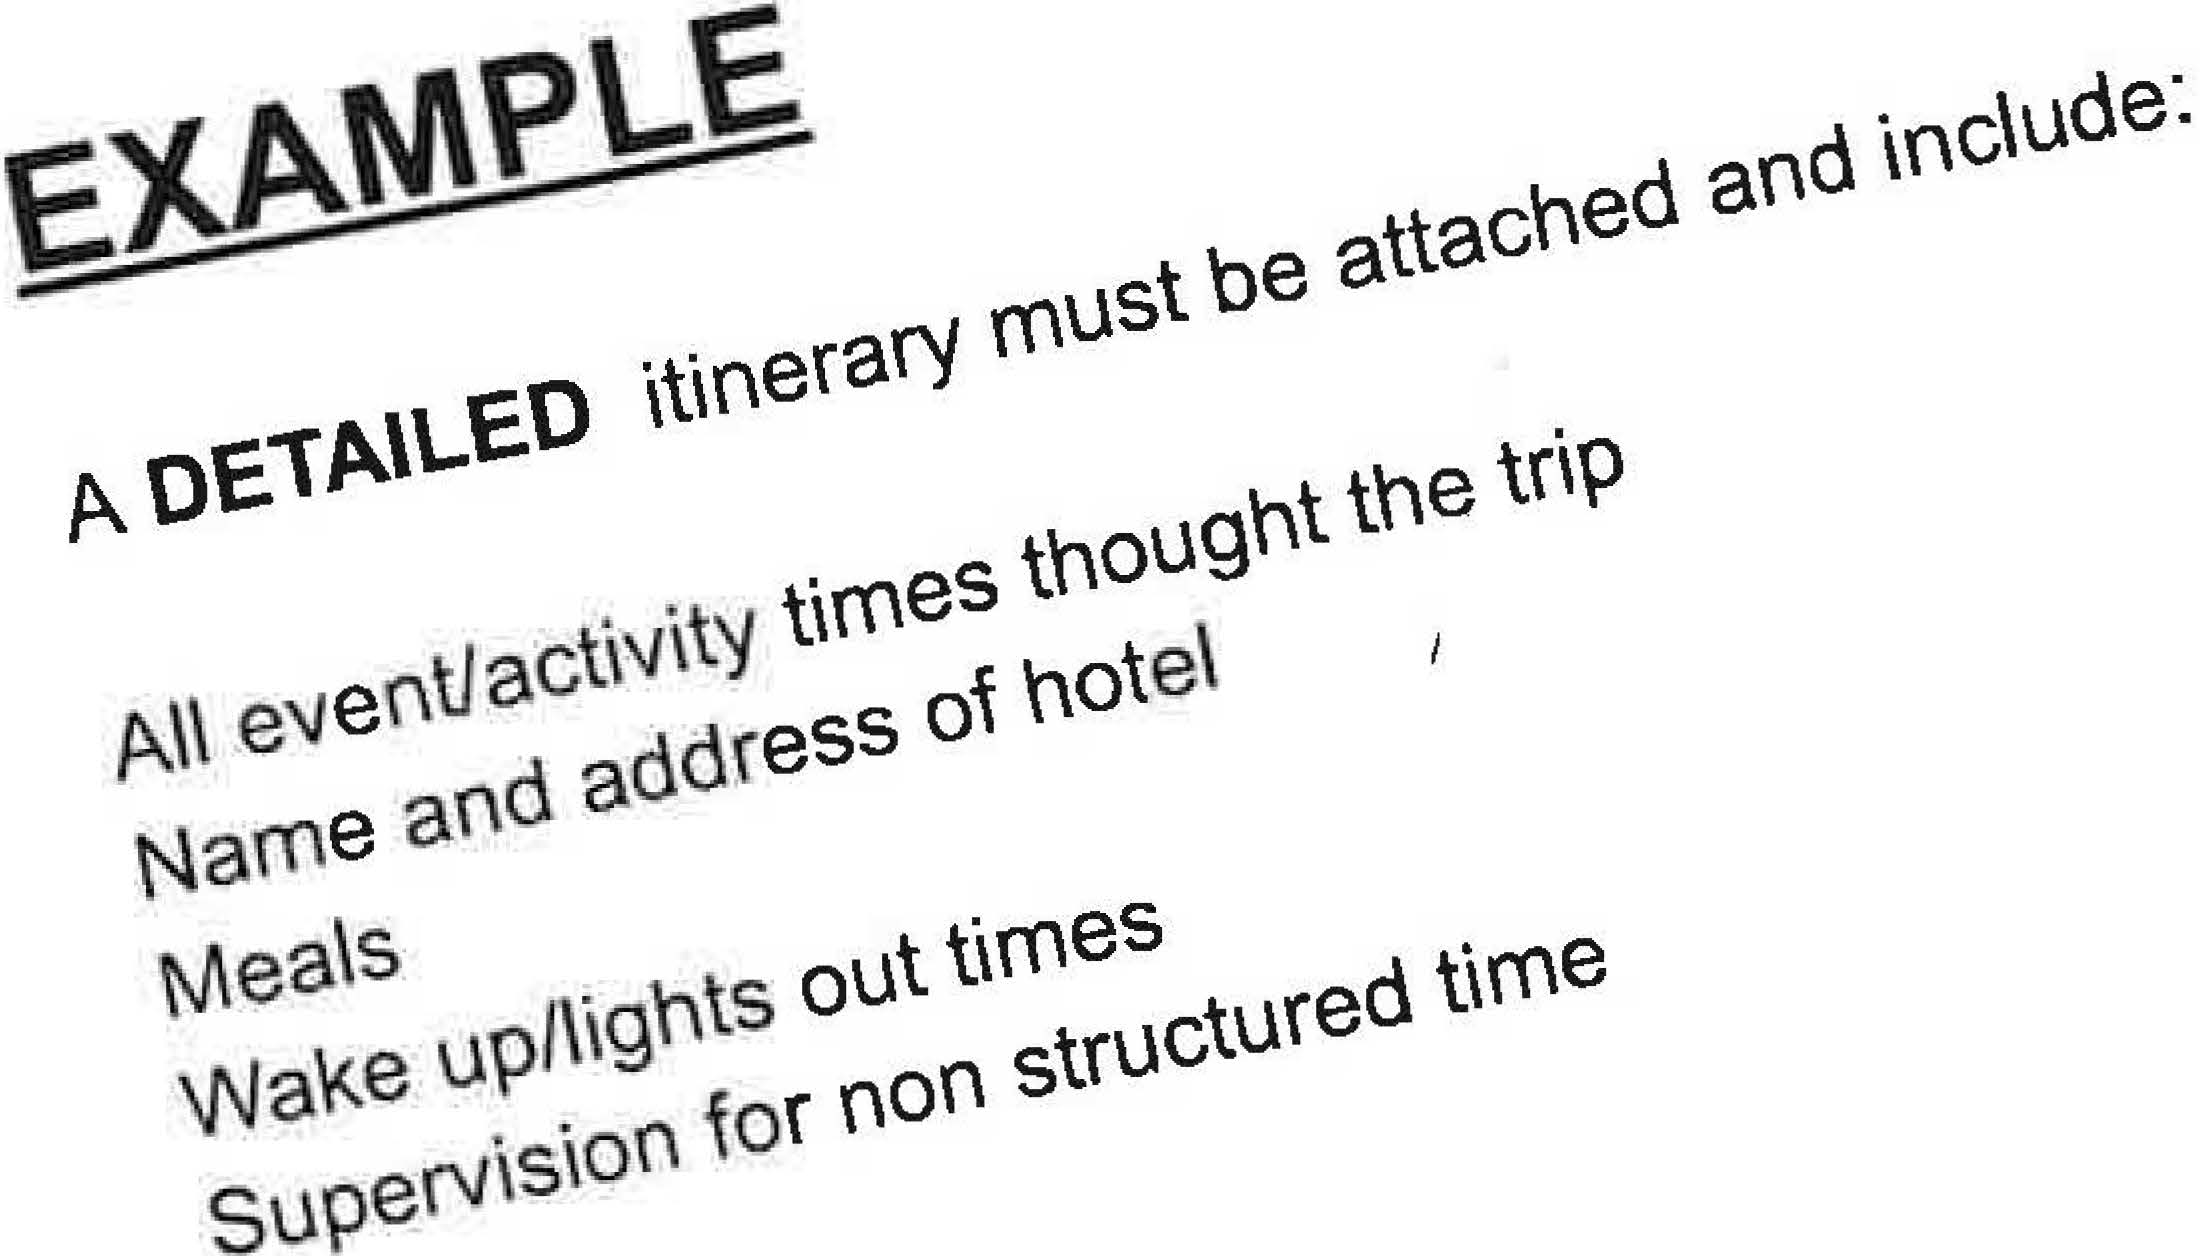 EXAMPLE
A DETAILED itinerary must be attached and include:
All event/activity times thought the trip
Name and address of hotel
Meals
Wake up/lights out times
Supervision for non structured time